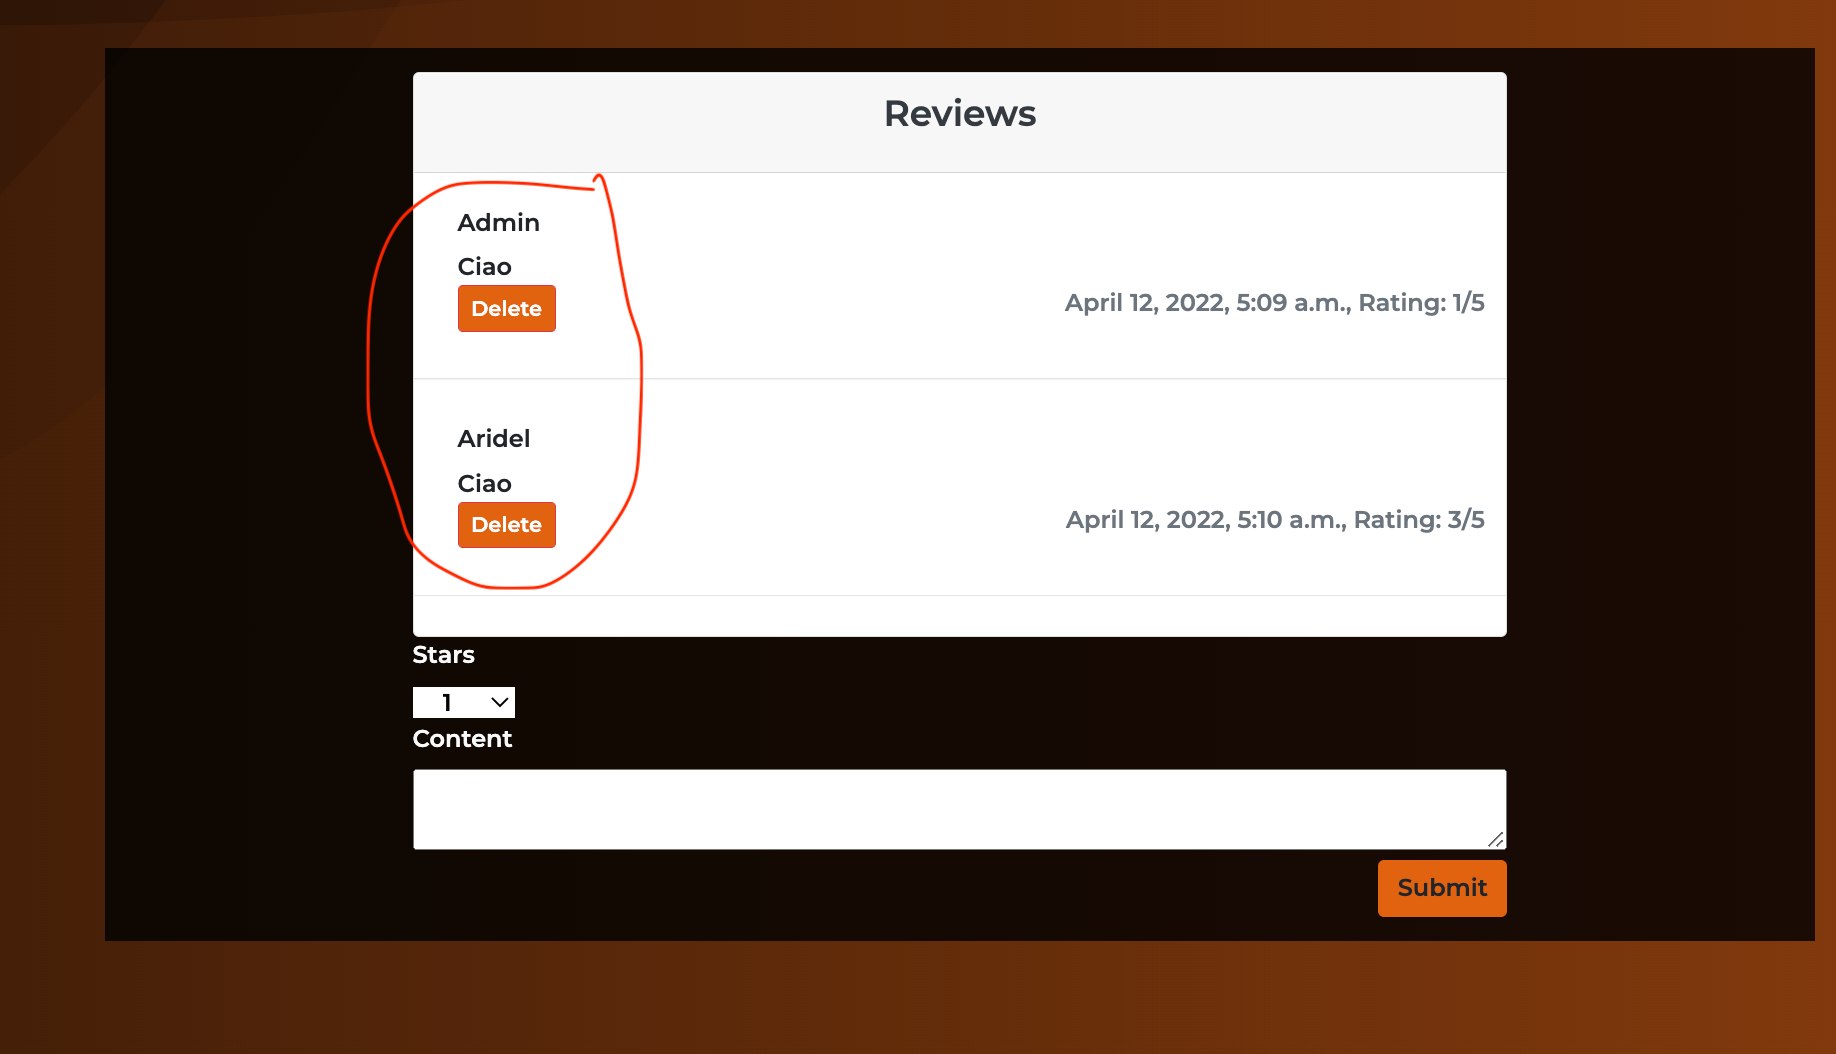 Reviews
Admin
Ciao
Delete
April 12, 2022, 5:09 a.m., Rating: 1/5
Aridel
Ciao
Delete
April 12, 2022, 5:10 a.m., Rating: 3/5
Stars
1
Content
Submit